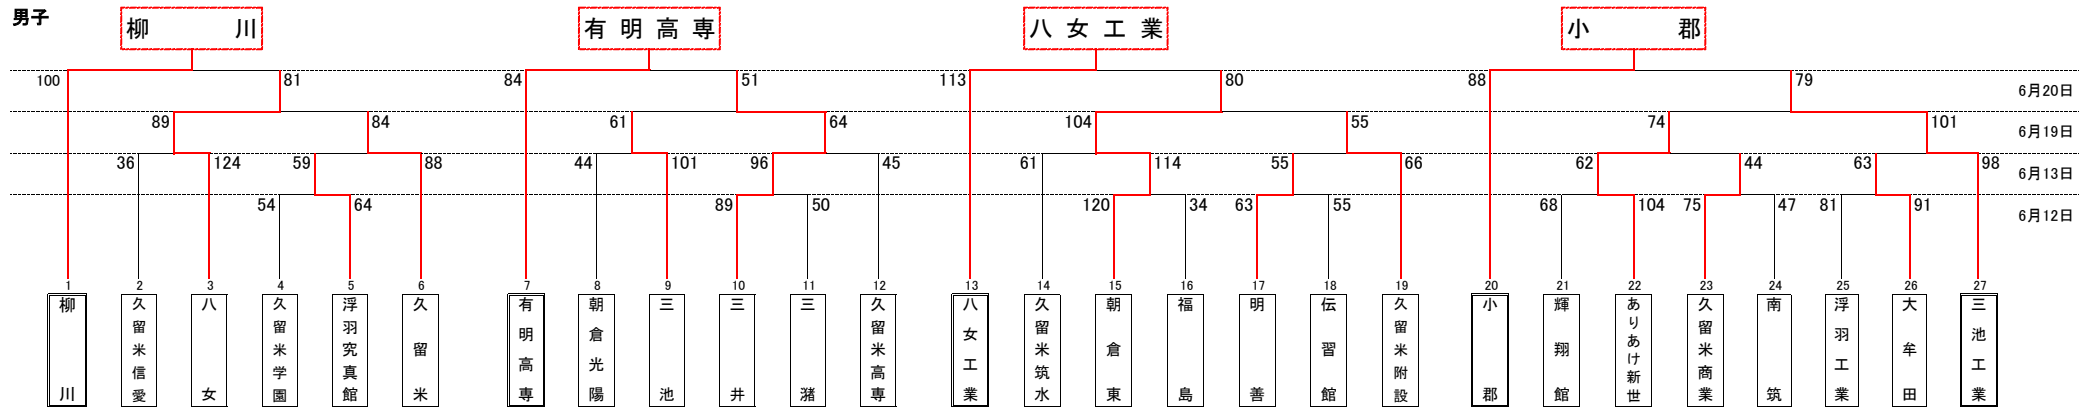 男子
柳川 有明高専 八女工業 小郡
100 81 84 51 113 80 88 79
6月20日
89 84 61 64 104 55 74 101
6月19日
36 124 59 88 44 101 96 45 61 114 55 66 62 44 63 98
6月13日
54 64 89 50 120 34 63 55 68 104 75 47 81 91
6月12日
1 2 3 4 5 6 7 8 9 10 11 12 13 14 15 16 17 18 19 20 21 22 23 24 25 26 27
柳川
久留米信愛
八女
久留米学園
浮羽究真館
久留米
有明高専
朝倉光陽
三池
三井
三潴
久留米高専
八女工業
久留米筑水
朝倉東
福島
明善
伝習館
久留米附設
小郡
輝翔館
ありあけ新世
久留米商業
南筑
浮羽工業
大牟田
三池工業